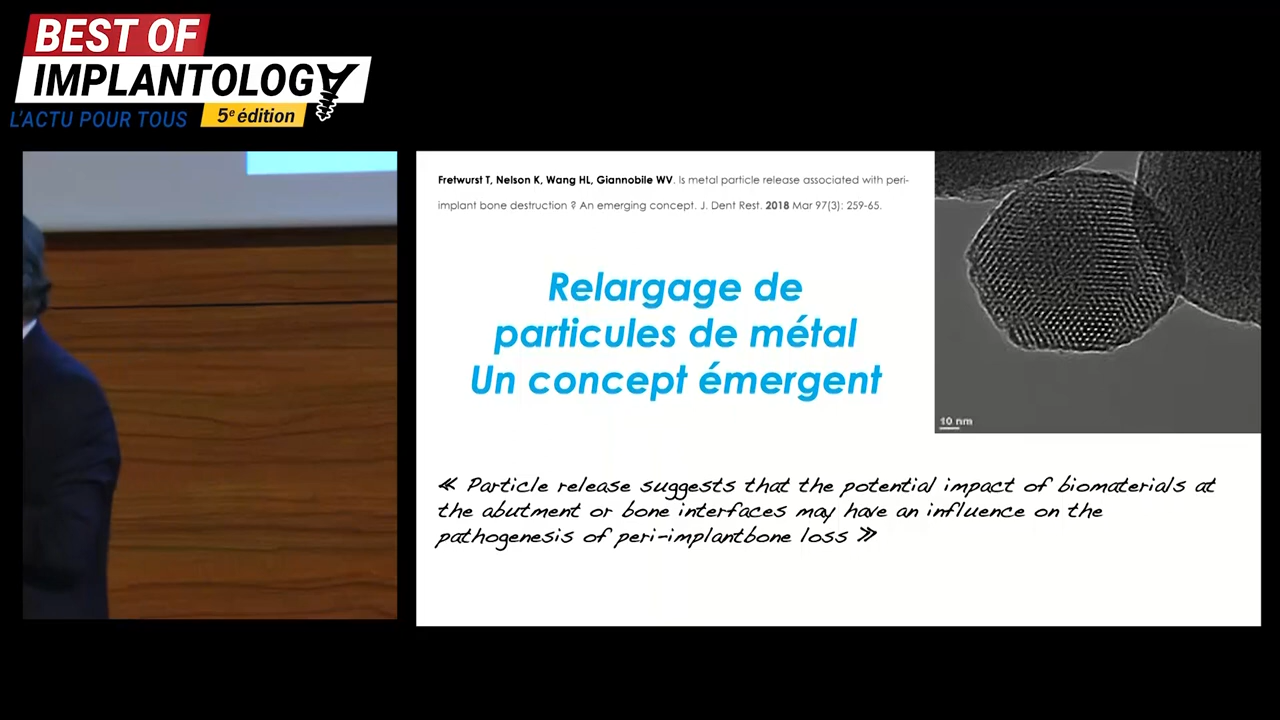 BEST OF
IMPLANTOLOGY
L'ACTU POUR TOUS
5e édition
Fretwurst T, Nelson K, Wang HL, Giannobile WV. Is metal particle release associated with peri-
implant bone destruction ? An emerging concept. J. Dent Rest. 2018 Mar 97(3): 259-65.
Relargage de
particules de métal
Un concept émergent
10 nm
« Particle release suggests that the potential impact of biomaterials at
the abutment or bone interfaces may have an influence on the
pathogenesis of peri-implantbone loss »